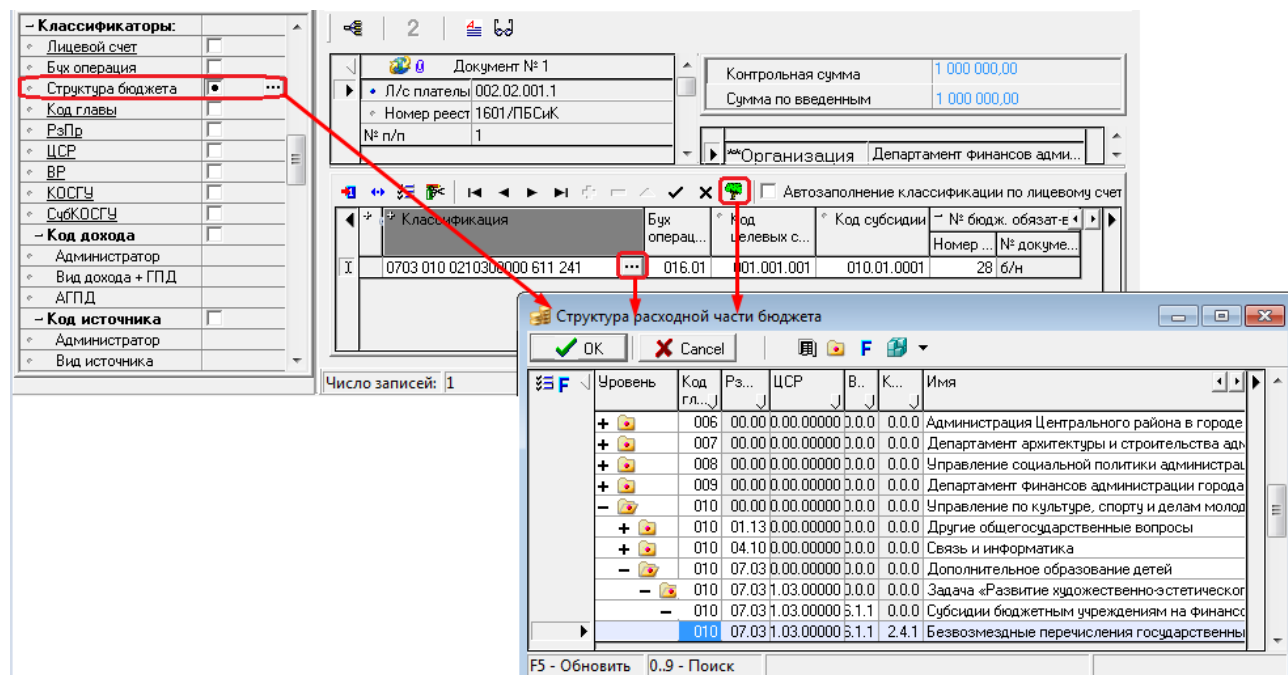 Классификаторы:
Лицевой счет
Бух операция
Структура бюджета ...
Код главы
РзПр
ЦСР
ВР
КОСГУ
СубКОСГУ
Код дохода
Администратор
Вид дохода + ГПД
АГПД
Код источника
Администратор
Вид источника
2
Документ № 1
Л/с плателы 002.02.001.1
Номер реест 1601/ПБСиК
№ п/п 1
Контрольная сумма 1 000 000,00
Сумма по введенным 1 000 000,00
**Организация Департамент финансов адми...
Автозаполнение классификации по лицевому счет
Классификация Бух операц... Код целевых с... Код субсидии № бюдж. обязат-е
Номер ... № докуме...
0703 010 0210300000 611 241 ... 016.01 001.001.001 010.01.0001 28 б/н
Число записей: 1
Структура расходной части бюджета
OK Cancel F
F Уровень Код гл... Рз... ЦСР В.. К... Имя
+ 006 00.00 0.00.00000 0.0.0 0.0.0 Администрация Центрального района в городе
+ 007 00.00 0.00.00000 0.0.0 0.0.0 Департамент архитектуры и строительства адм
+ 008 00.00 0.00.00000 0.0.0 0.0.0 Управление социальной политики администрац
+ 009 00.00 0.00.00000 0.0.0 0.0.0 Департамент финансов администрации города
− 010 00.00 0.00.00000 0.0.0 0.0.0 Управление по культуре, спорту и делам молод
+ 010 01.13 0.00.00000 0.0.0 0.0.0 Другие общегосударственные вопросы
+ 010 04.10 0.00.00000 0.0.0 0.0.0 Связь и информатика
− 010 07.03 0.00.00000 0.0.0 0.0.0 Дополнительное образование детей
− 010 07.03 1.03.00000 0.0.0 0.0.0 Задача «Развитие художественно-эстетическог
− 010 07.03 1.03.00000 6.1.1 0.0.0 Субсидии бюджетным учреждениям на финансо
010 07.03 1.03.00000 6.1.1 2.4.1 Безвозмездные перечисления государственны
F5 - Обновить 0..9 - Поиск